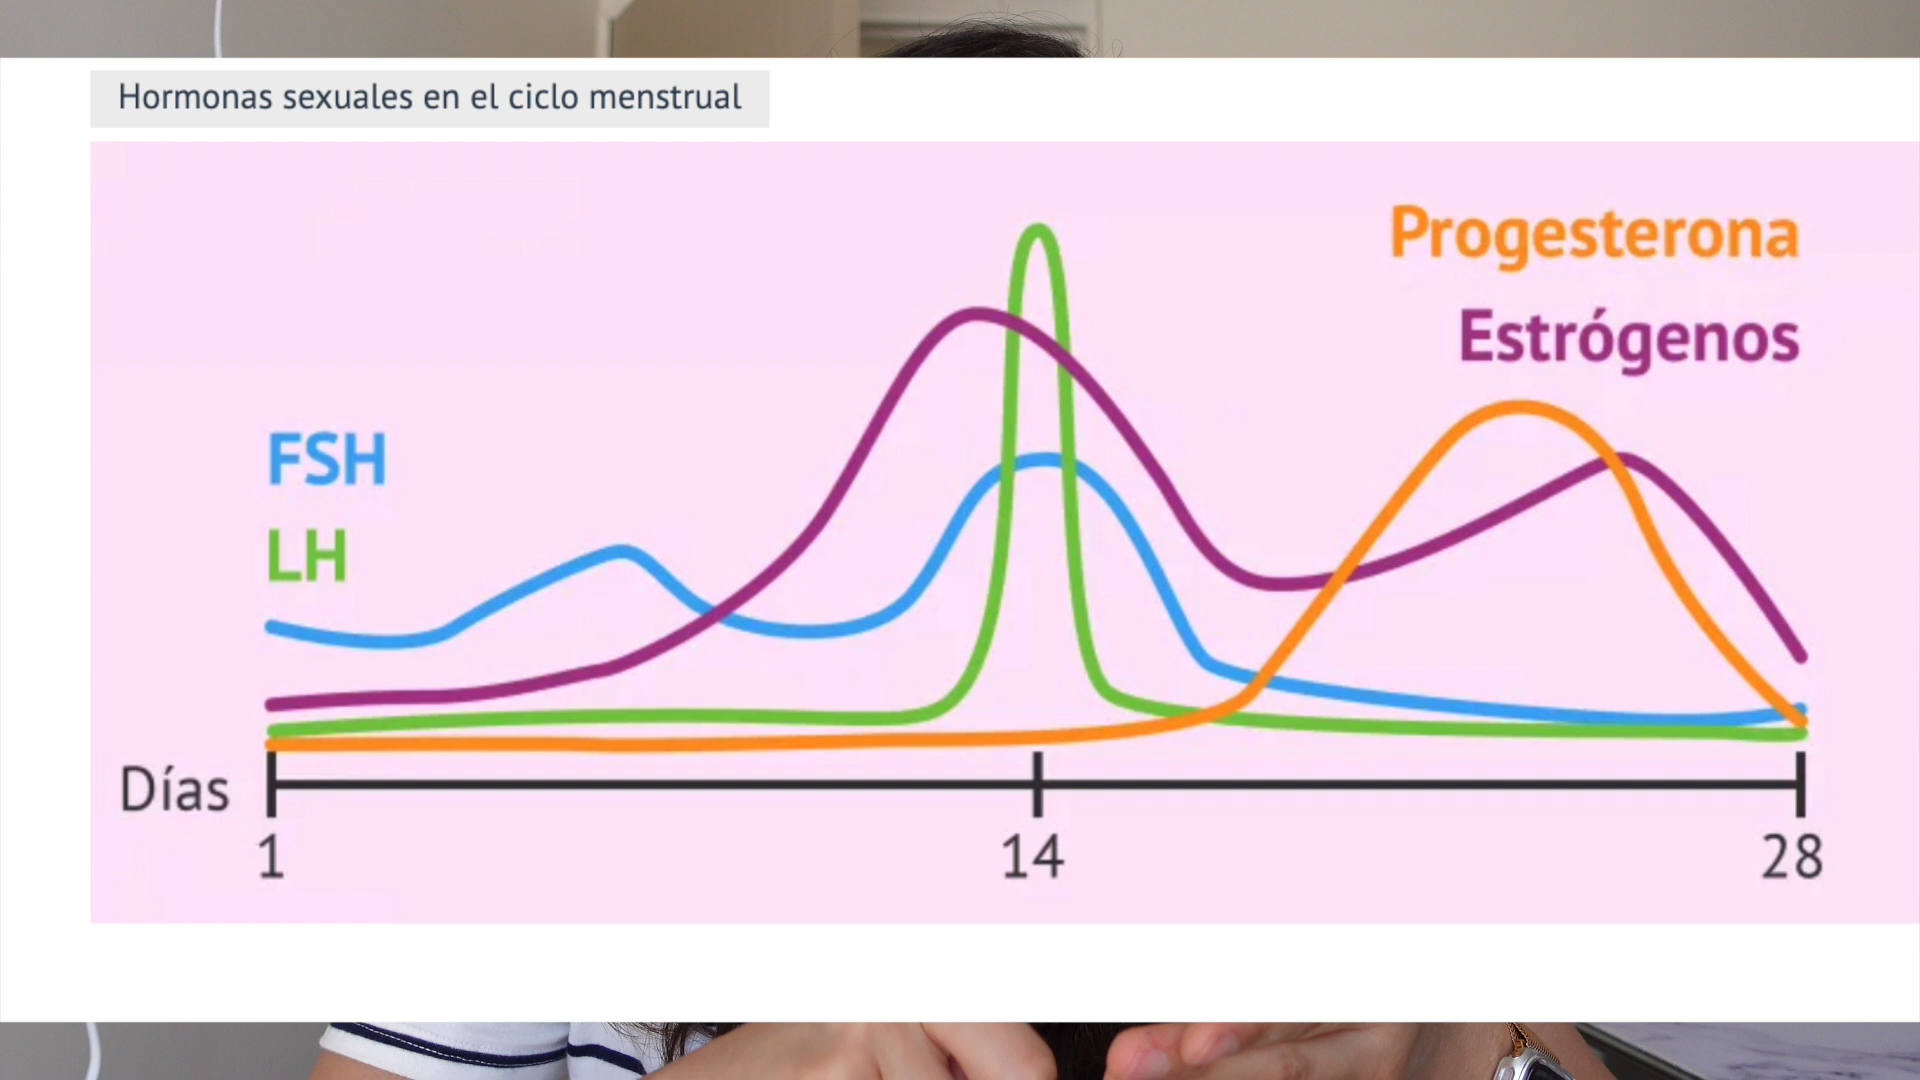 Hormonas sexuales en el ciclo menstrual
Progesterona
Estrógenos
FSH
LH
Días
1
14
28